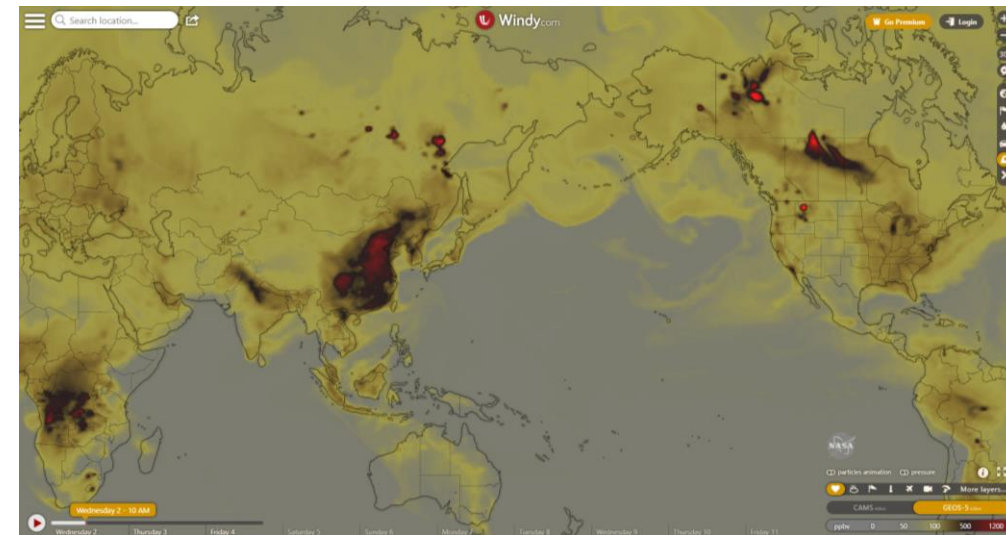 Search location...
Windy.com
Go Premium
Login
NASA
particles animation
pressure
More layers...
CAMS
GEOS-5
Wednesday 2 - 10 AM
Wednesday 2 Thursday 3 Friday 4 Saturday 5 Sunday 6 Monday 7 Tuesday 8 Wednesday 9 Thursday 10 Friday 11
ppbv 0 50 100 500 1200